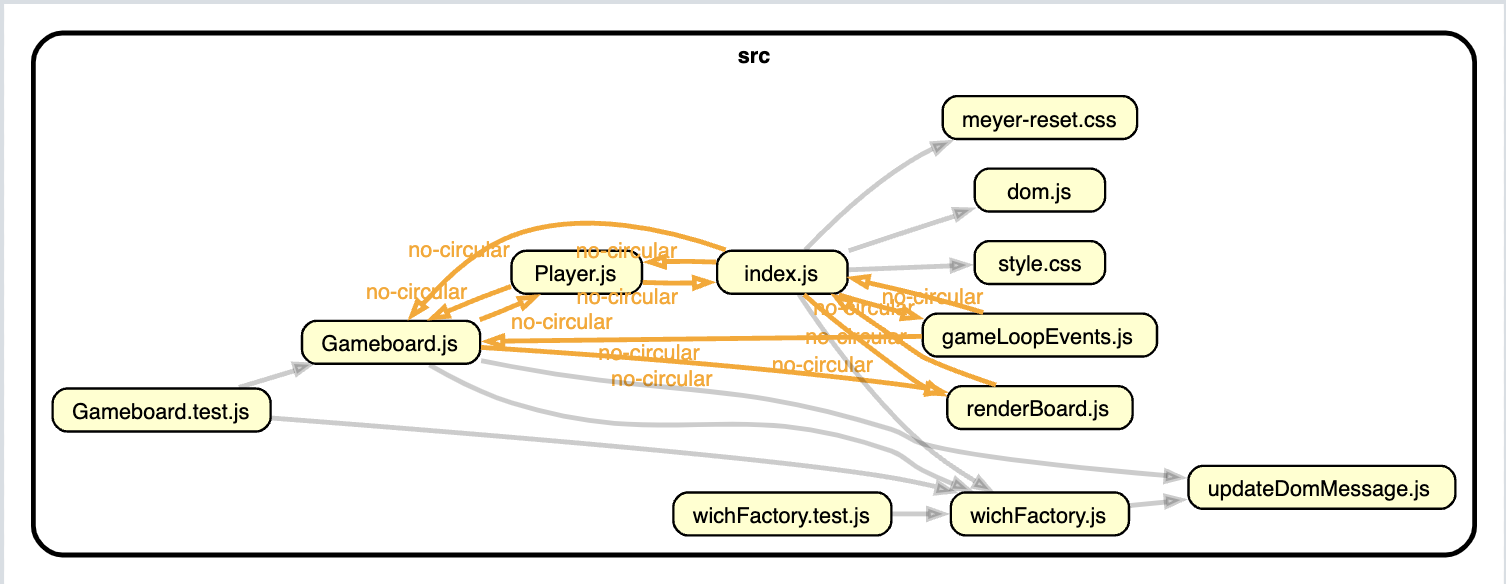 src
meyer-reset.css
dom.js
no-circular
no-circular
Player.js
index.js
style.css
no-circular
no-circular
no-circular
no-circular
no-circular
Gameboard.js
no-circular
gameLoopEvents.js
no-circular
no-circular
no-circular
Gameboard.test.js
renderBoard.js
updateDomMessage.js
wichFactory.test.js
wichFactory.js